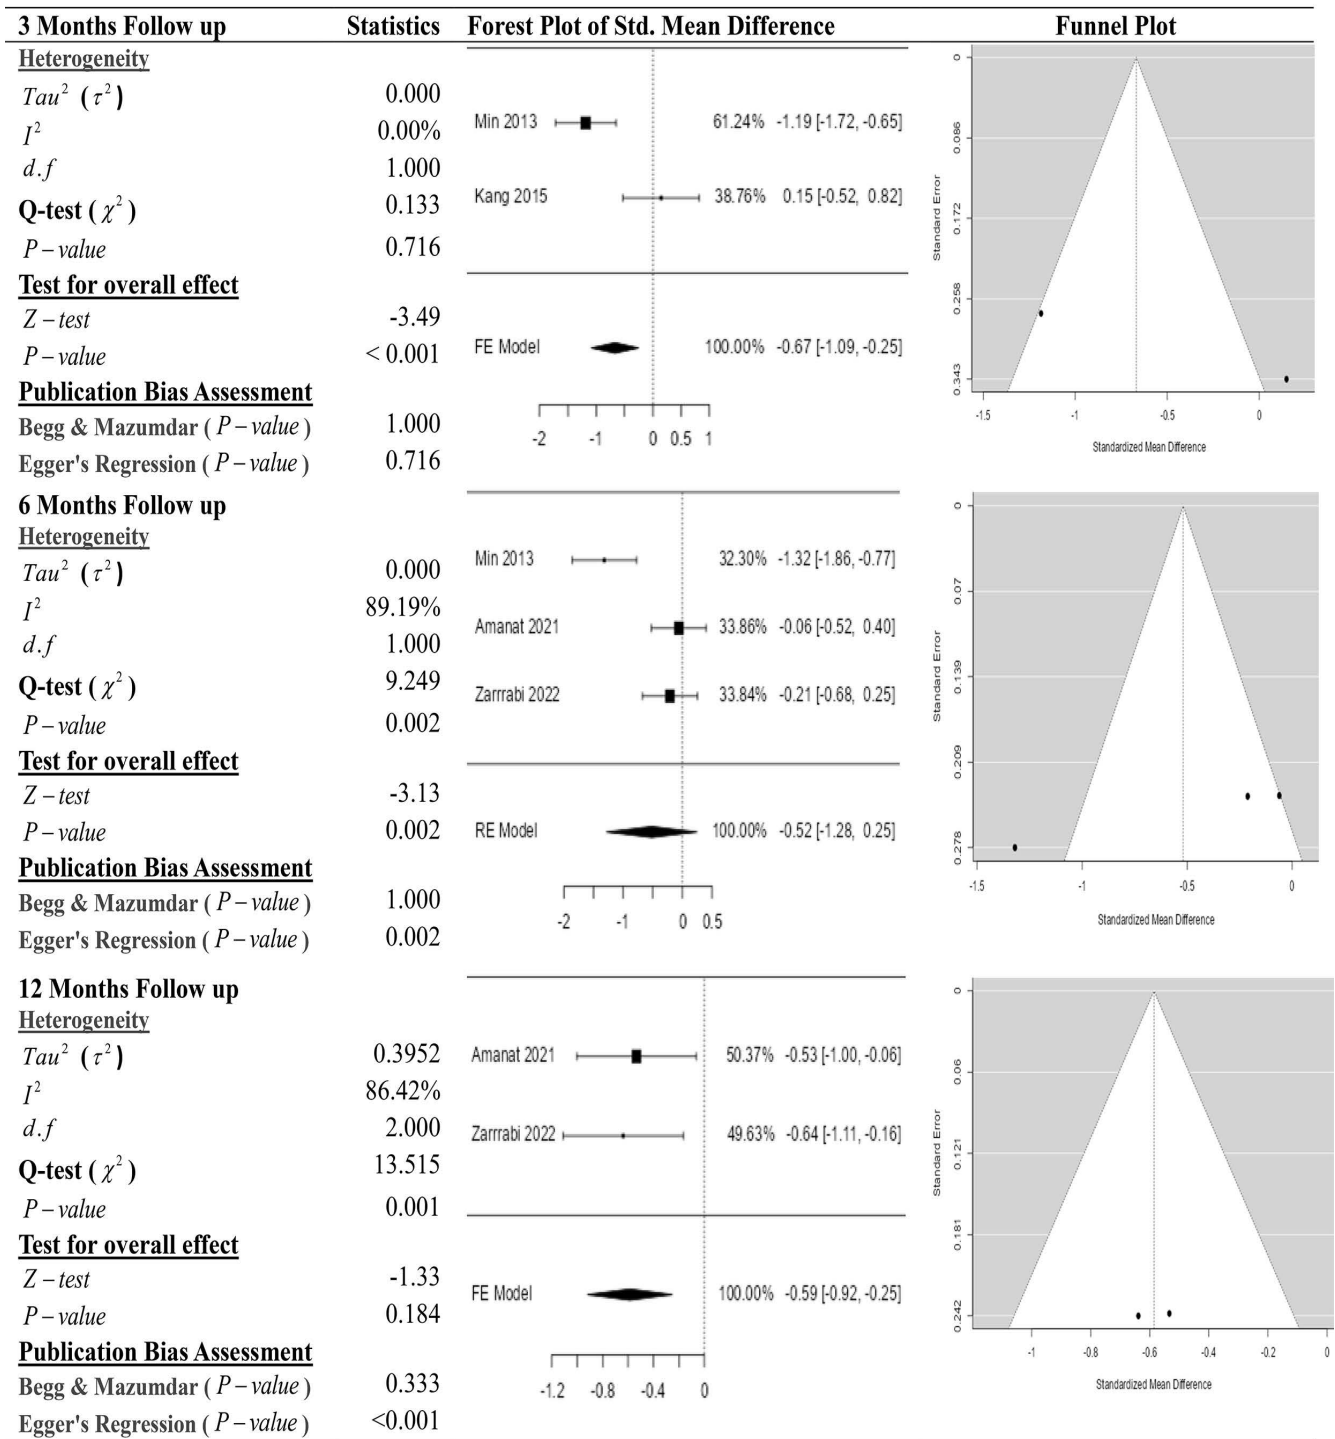 3 Months Follow up Statistics Forest Plot of Std. Mean Difference Funnel Plot
Heterogeneity
Tau² (τ²) 0.000
I² 0.00%
d.f 1.000
Q-test (χ²) 0.133
P – value 0.716
Test for overall effect
Z – test -3.49
P – value < 0.001
Publication Bias Assessment
Begg & Mazumdar (P – value) 1.000
Egger's Regression (P – value) 0.716
Min 2013 61.24% -1.19 [-1.72, -0.65]
Kang 2015 38.76% 0.15 [-0.52, 0.82]
FE Model 100.00% -0.67 [-1.09, -0.25]
-2 -1 0 0.5 1
Standard Error
0
0.086
0.172
0.258
0.343
-1.5 -1 -0.5 0
Standardized Mean Difference
6 Months Follow up
Heterogeneity
Tau² (τ²) 0.000
I² 89.19%
d.f 1.000
Q-test (χ²) 9.249
P – value 0.002
Test for overall effect
Z – test -3.13
P – value 0.002
Publication Bias Assessment
Begg & Mazumdar (P – value) 1.000
Egger's Regression (P – value) 0.002
Min 2013 32.30% -1.32 [-1.86, -0.77]
Amanat 2021 33.86% -0.06 [-0.52, 0.40]
Zarrrabi 2022 33.84% -0.21 [-0.68, 0.25]
RE Model 100.00% -0.52 [-1.28, 0.25]
-2 -1 0 0.5
Standard Error
0
0.07
0.139
0.209
0.278
-1.5 -1 -0.5 0
Standardized Mean Difference
12 Months Follow up
Heterogeneity
Tau² (τ²) 0.3952
I² 86.42%
d.f 2.000
Q-test (χ²) 13.515
P – value 0.001
Test for overall effect
Z – test -1.33
P – value 0.184
Publication Bias Assessment
Begg & Mazumdar (P – value) 0.333
Egger's Regression (P – value) <0.001
Amanat 2021 50.37% -0.53 [-1.00, -0.06]
Zarrrabi 2022 49.63% -0.64 [-1.11, -0.16]
FE Model 100.00% -0.59 [-0.92, -0.25]
-1.2 -0.8 -0.4 0
Standard Error
0
0.06
0.121
0.181
0.242
-1 -0.8 -0.6 -0.4 -0.2 0
Standardized Mean Difference